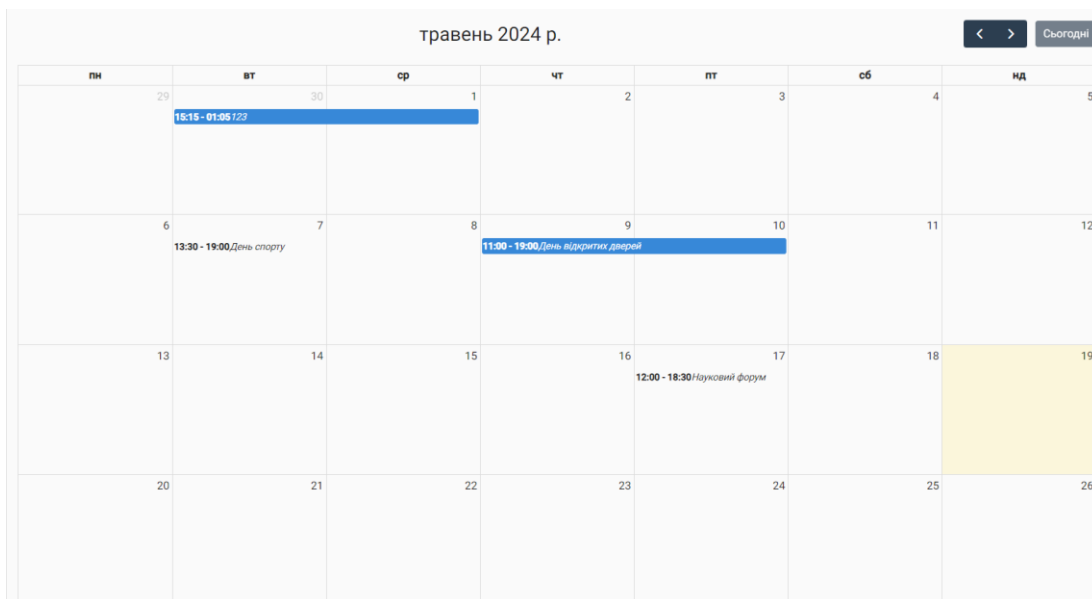 травень 2024 р.
Сьогодні
пн вт ср чт пт сб нд
29 30 1 2 3 4 5
15:15 - 01:05 123
6 7 8 9 10 11 12
13:30 - 19:00 День спорту
11:00 - 19:00 День відкритих дверей
13 14 15 16 17 18 19
12:00 - 18:30 Науковий форум
20 21 22 23 24 25 26